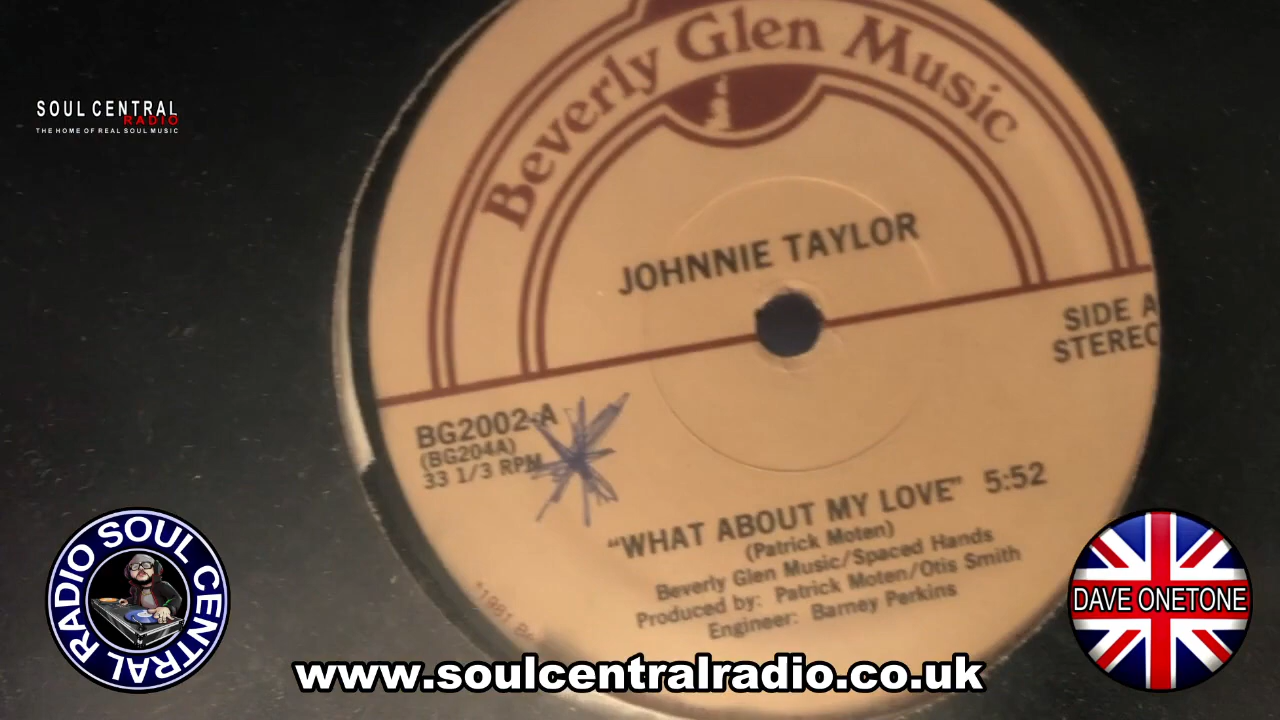 SOUL CENTRAL
RADIO
THE HOME OF REAL SOUL MUSIC
Beverly Glen Music
JOHNNIE TAYLOR
SIDE A
STEREO
BG2002-A
(BG204A)
33 1/3 RPM
"WHAT ABOUT MY LOVE" 5:52
(Patrick Moten)
Beverly Glen Music/Spaced Hands
Produced by: Patrick Moten/Otis Smith
Engineer: Barney Perkins
1981
RADIO SOUL CENTRAL
DAVE ONETONE
www.soulcentralradio.co.uk